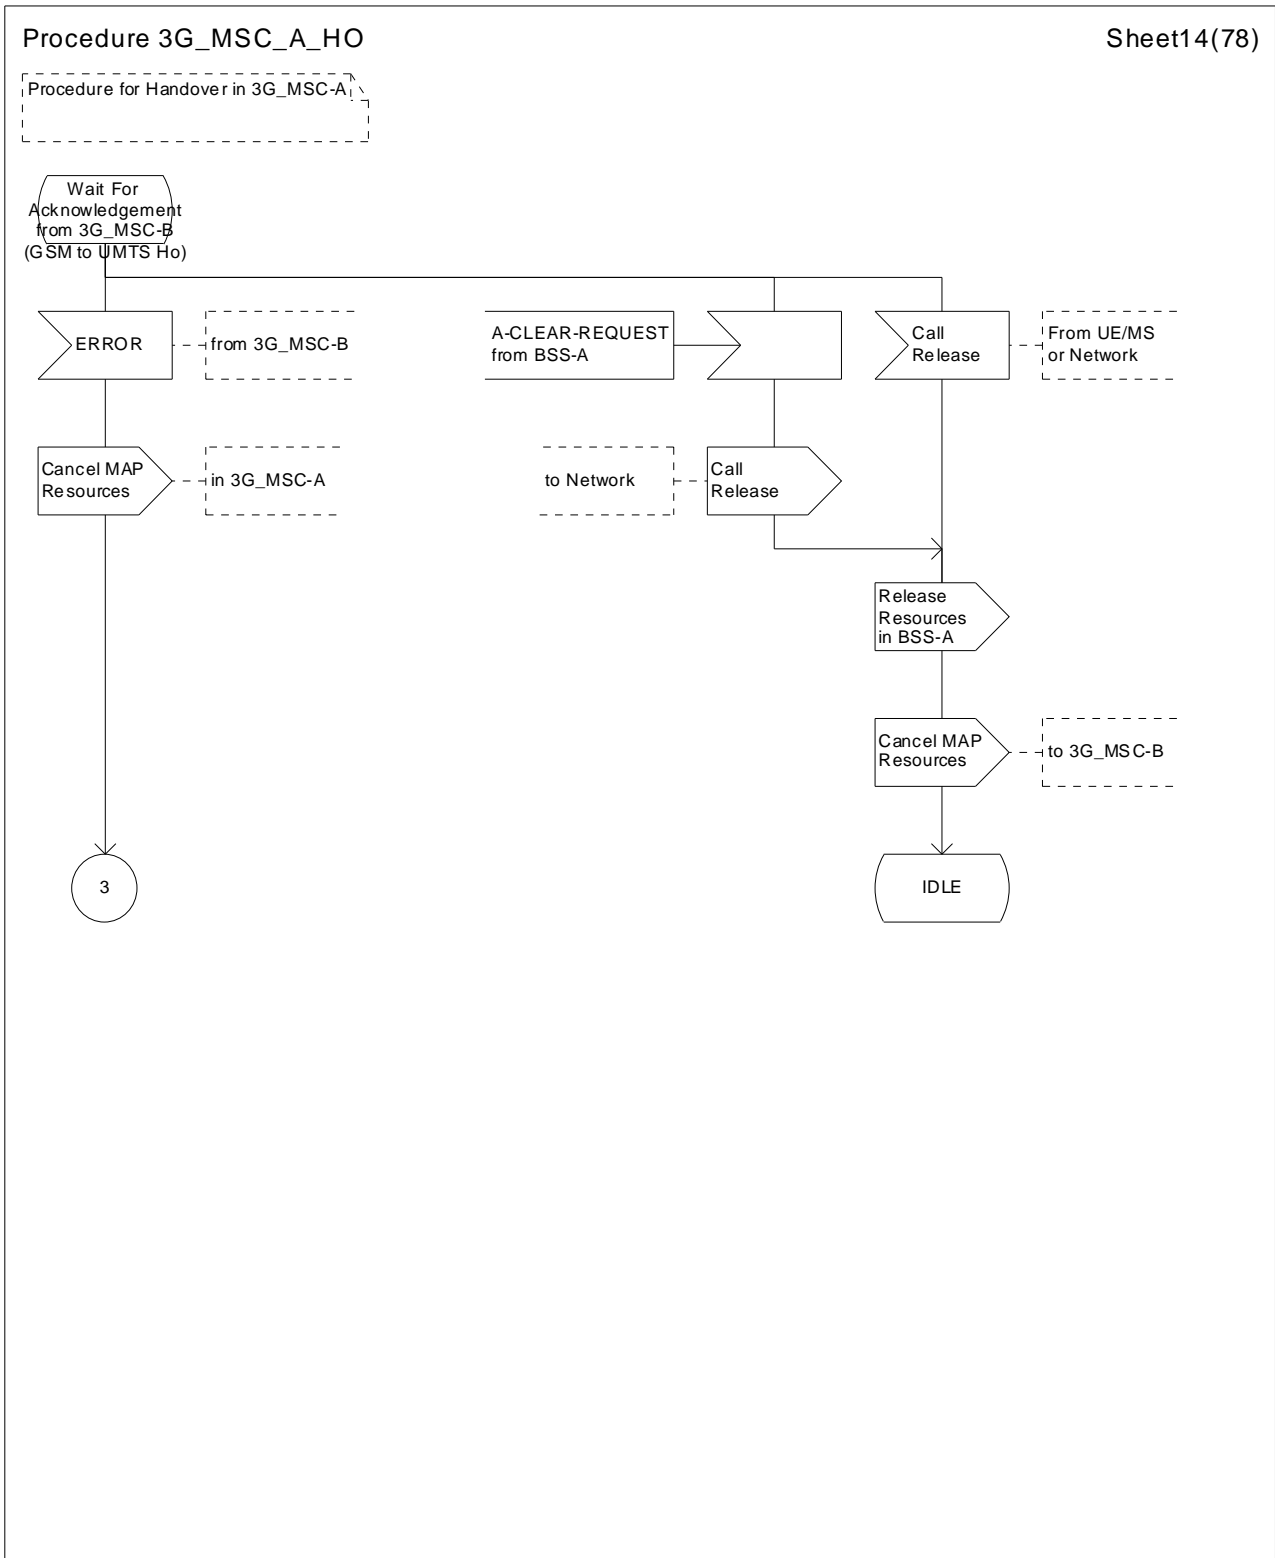 Procedure 3G_MSC_A_HO
Sheet14(78)
Procedure for Handover in 3G_MSC-A
Wait For
Acknowledgement
from 3G_MSC-B
(GSM to UMTS Ho)
ERROR
from 3G_MSC-B
A-CLEAR-REQUEST
from BSS-A
Call
Release
From UE/MS
or Network
Cancel MAP
Resources
in 3G_MSC-A
to Network
Call
Release
Release
Resources
in BSS-A
Cancel MAP
Resources
to 3G_MSC-B
3
IDLE